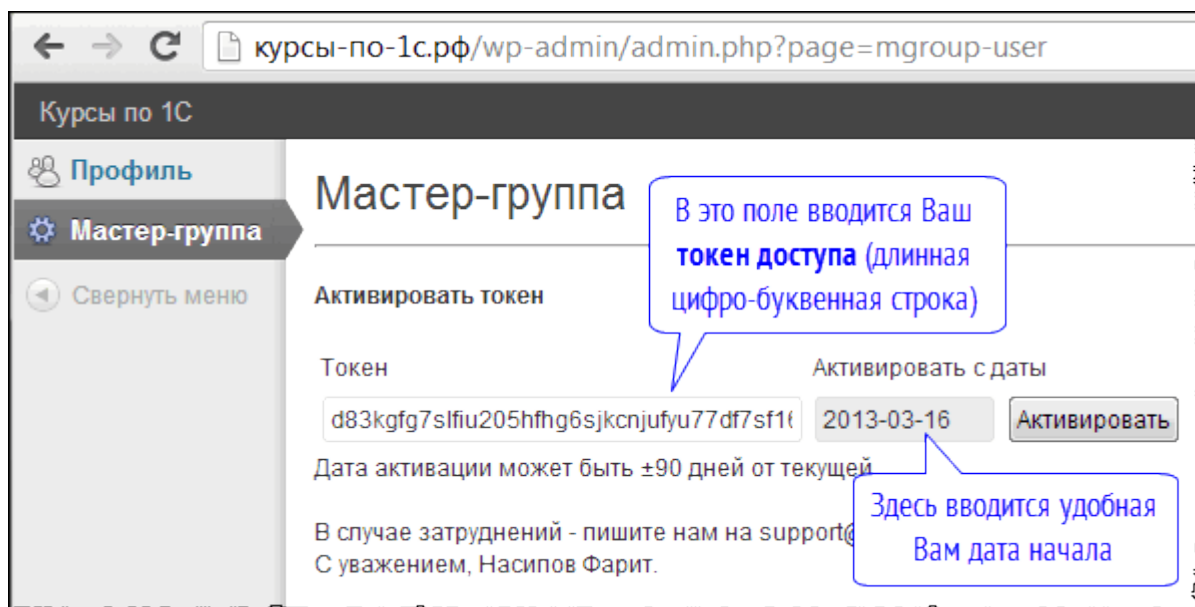 курсы-по-1с.рф/wp-admin/admin.php?page=mgroup-user
Курсы по 1С
Профиль
Мастер-группа
Свернуть меню
Мастер-группа
В это поле вводится Ваш
токен доступа (длинная
цифро-буквенная строка)
Активировать токен
Токен
Активировать с даты
d83kgfg7slfiu205hfhg6sjkcnjufyu77df7sf1
2013-03-16
Активировать
Дата активации может быть ±90 дней от текущей
Здесь вводится удобная
Вам дата начала
В случае затруднений - пишите нам на support@
С уважением, Насипов Фарит.